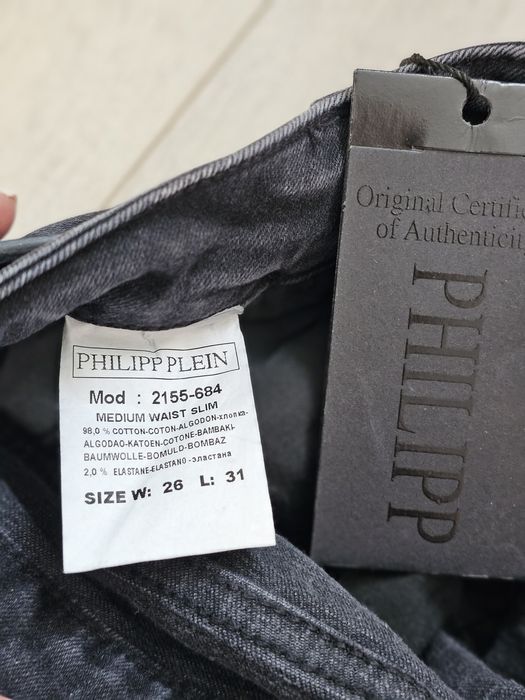 PHILIPP PLEIN
Mod : 2155-684
MEDIUM WAIST SLIM
98,0 % COTTON-COTON-ALGODON-хлопка-
ALGODAO-KATOEN-COTONE-BAMBAKI-
BAUMWOLLE-BOMULD-BOMBAZ
2,0 % ELASTANE-ELASTANO-эластана
SIZE W: 26 L: 31
Original Certific
of Authenticity
PHILIPP